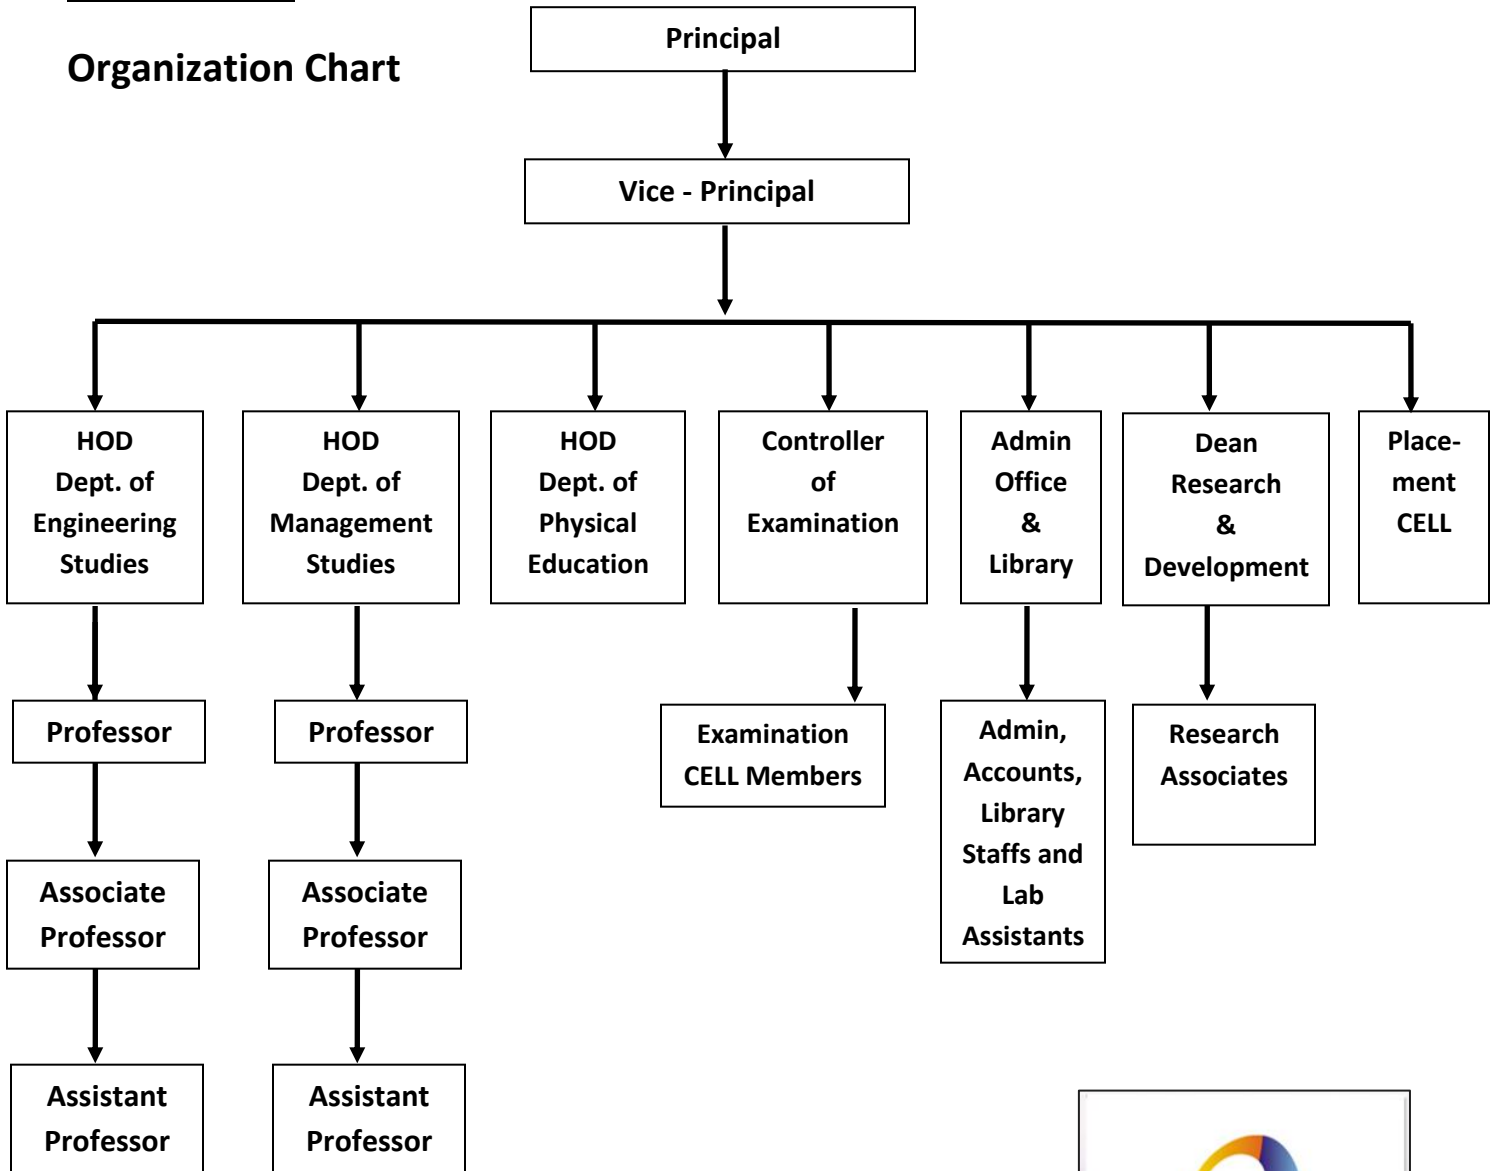 Organization Chart
Principal
Vice - Principal
HOD
Dept. of
Engineering
Studies
HOD
Dept. of
Management
Studies
HOD
Dept. of
Physical
Education
Controller
of
Examination
Admin
Office
&
Library
Dean
Research
&
Development
Place-
ment
CELL
Professor
Professor
Examination
CELL Members
Admin,
Accounts,
Library
Staffs and
Lab
Assistants
Research
Associates
Associate
Professor
Associate
Professor
Assistant
Professor
Assistant
Professor